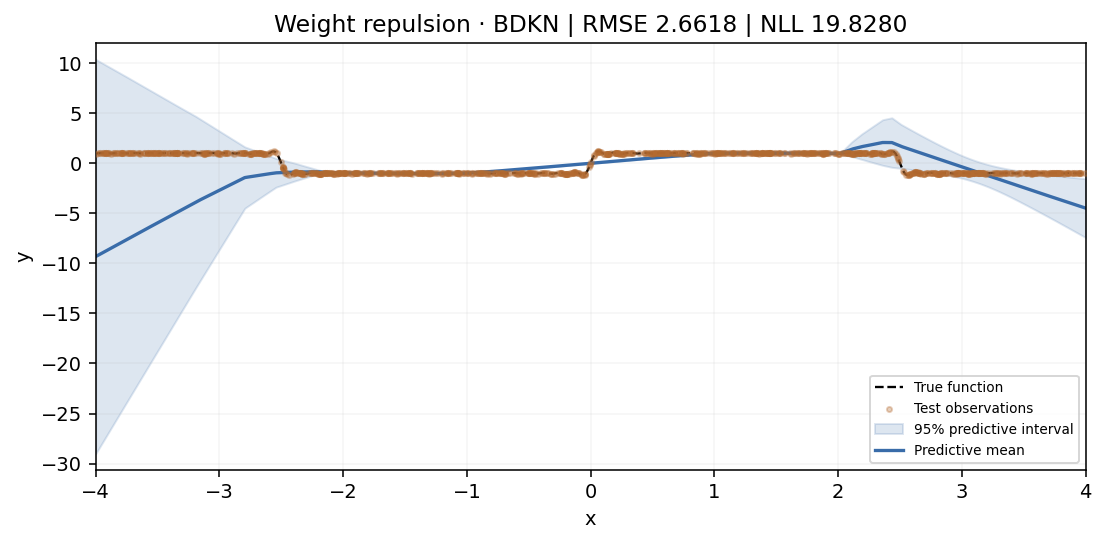 Weight repulsion · BDKN | RMSE 2.6618 | NLL 19.8280
10
5
0
−5
−10
−15
−20
−25
−30
y
−4
−3
−2
−1
0
1
2
3
4
x
True function
Test observations
95% predictive interval
Predictive mean